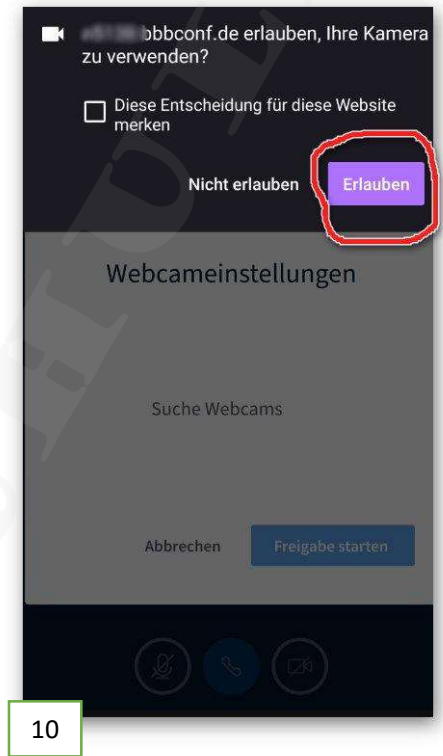 bbbconf.de erlauben, Ihre Kamera
zu verwenden?
Diese Entscheidung für diese Website
merken
Nicht erlauben Erlauben
Webcameinstellungen
Suche Webcams
Abbrechen Freigabe starten
10